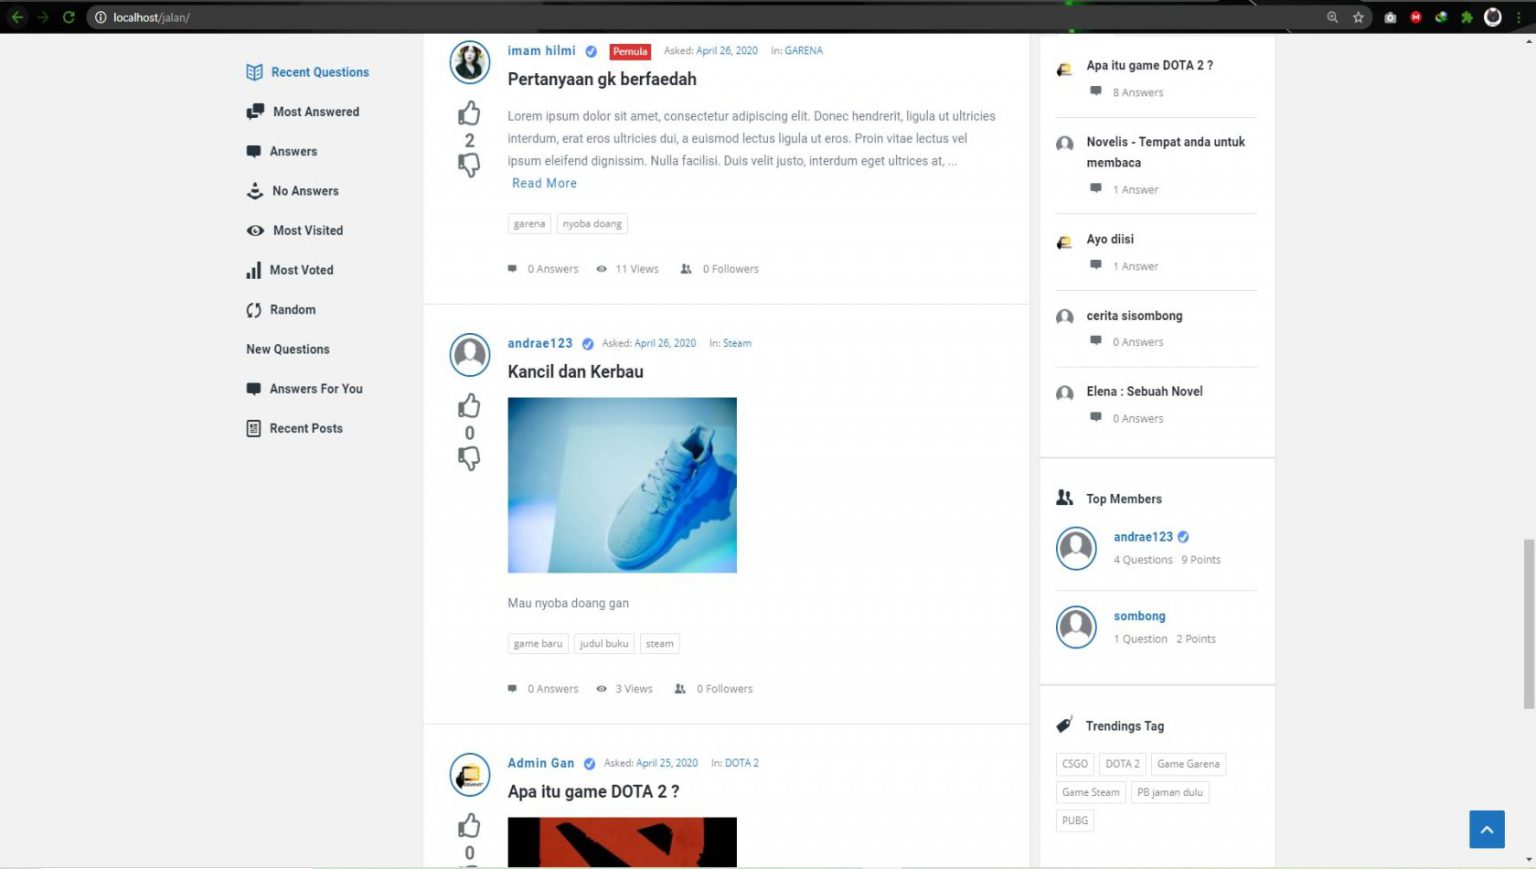 localhost/jalan/
Recent Questions
Most Answered
Answers
No Answers
Most Visited
Most Voted
Random
New Questions
Answers For You
Recent Posts
imam hilmi Pemula Asked: April 26, 2020 In: GARENA
Pertanyaan gk berfaedah
2
Lorem ipsum dolor sit amet, consectetur adipiscing elit. Donec hendrerit, ligula ut ultricies
interdum, erat eros ultricies dui, a euismod lectus ligula ut eros. Proin vitae lectus vel
ipsum eleifend dignissim. Nulla facilisi. Duis velit justo, interdum eget ultrices at, ...
Read More
garena nyoba doang
0 Answers 11 Views 0 Followers
andrae123 Asked: April 26, 2020 In: Steam
Kancil dan Kerbau
0
Mau nyoba doang gan
game baru judul buku steam
0 Answers 3 Views 0 Followers
Admin Gan Asked: April 25, 2020 In: DOTA 2
Apa itu game DOTA 2 ?
0
Apa itu game DOTA 2 ?
8 Answers
Novelis - Tempat anda untuk
membaca
1 Answer
Ayo diisi
1 Answer
cerita sisombong
0 Answers
Elena : Sebuah Novel
0 Answers
Top Members
andrae123
4 Questions 9 Points
sombong
1 Question 2 Points
Trendings Tag
CSGO DOTA 2 Game Garena
Game Steam PB jaman dulu
PUBG